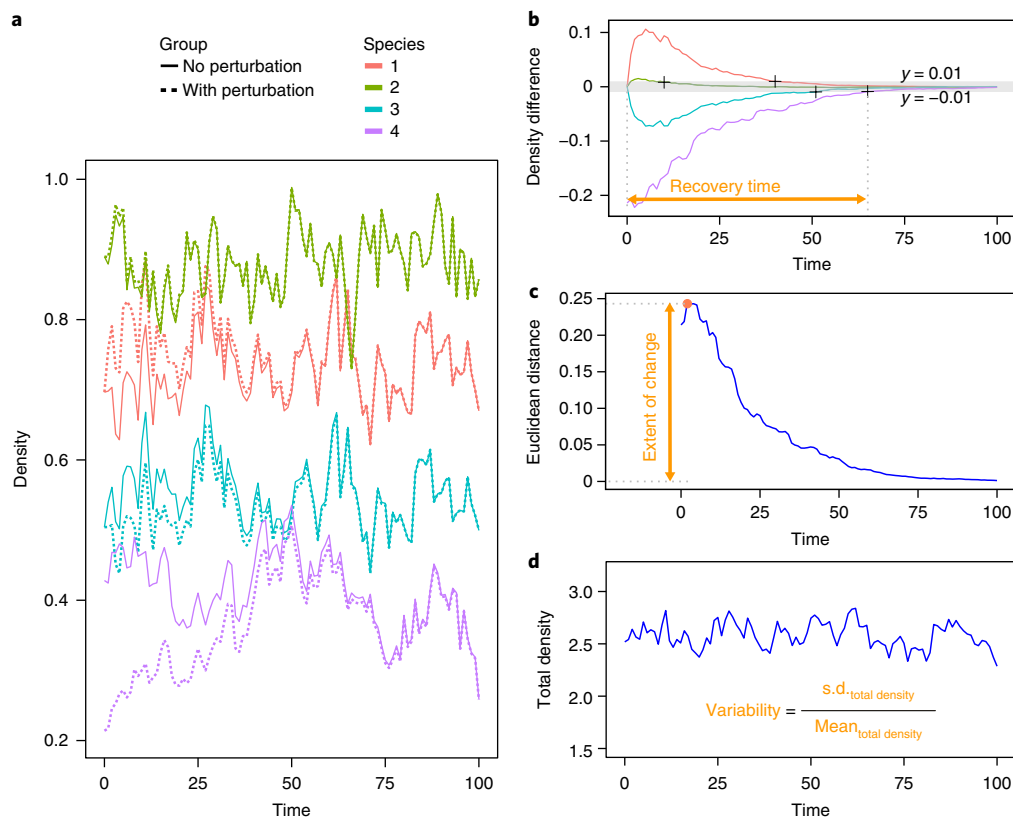 a
Group
No perturbation
With perturbation
Species
1
2
3
4
1.0
0.8
0.6
0.4
0.2
Density
0
25
50
75
100
Time
b
0.1
0
−0.1
−0.2
Density difference
y = 0.01
y = −0.01
Recovery time
0
25
50
75
100
Time
c
0.25
0.20
0.15
0.10
0.05
0
Euclidean distance
Extent of change
0
25
50
75
100
Time
d
3.0
2.5
2.0
1.5
Total density
Variability = s.d.total density
Meantotal density
0
25
50
75
100
Time